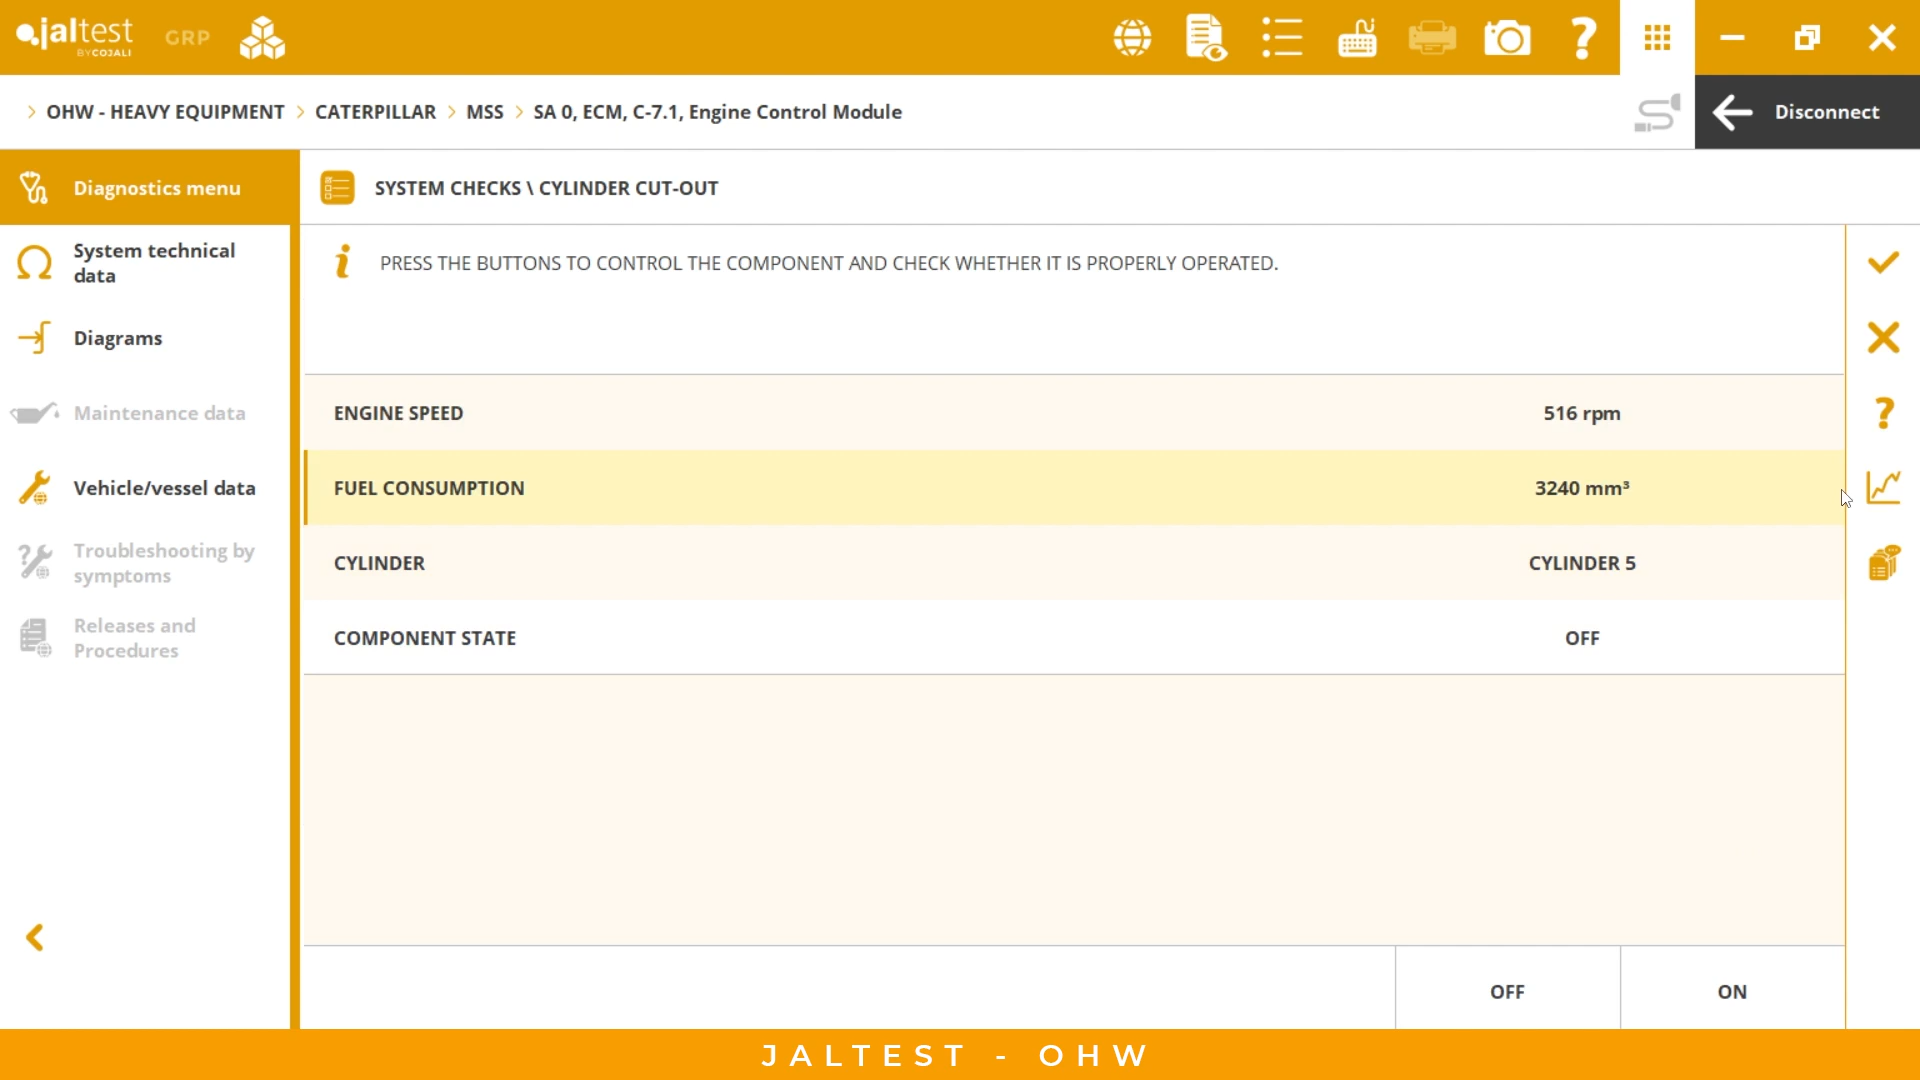 jaltest
BY COJALI
GRP
> OHW - HEAVY EQUIPMENT > CATERPILLAR > MSS > SA 0, ECM, C-7.1, Engine Control Module
Disconnect
Diagnostics menu
System technical
data
Diagrams
Maintenance data
Vehicle/vessel data
Troubleshooting by
symptoms
Releases and
Procedures
SYSTEM CHECKS \ CYLINDER CUT-OUT
PRESS THE BUTTONS TO CONTROL THE COMPONENT AND CHECK WHETHER IT IS PROPERLY OPERATED.
ENGINE SPEED 516 rpm
FUEL CONSUMPTION 3240 mm³
CYLINDER CYLINDER 5
COMPONENT STATE OFF
OFF ON
JALTEST - OHW